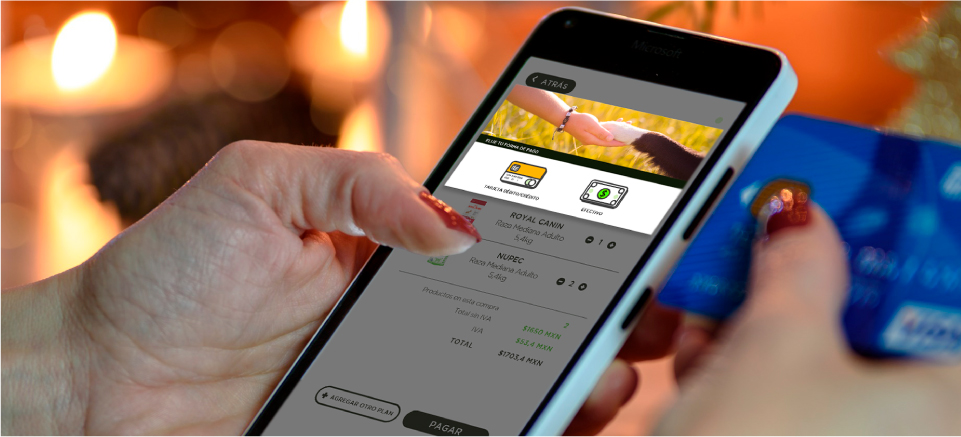 Microsoft
ATRÁS
ELIGE TU FORMA DE PAGO
TARJETA DÉBITO/CRÉDITO
EFECTIVO
ROYAL CANIN
Raza Mediana Adulto
5,4kg
1
NUPEC
Raza Mediana Adulto
5,4kg
2
Productos en esta compra 2
Total sin IVA $1650 MXN
IVA $53,4 MXN
TOTAL $1703,4 MXN
AGREGAR OTRO PLAN
PAGAR